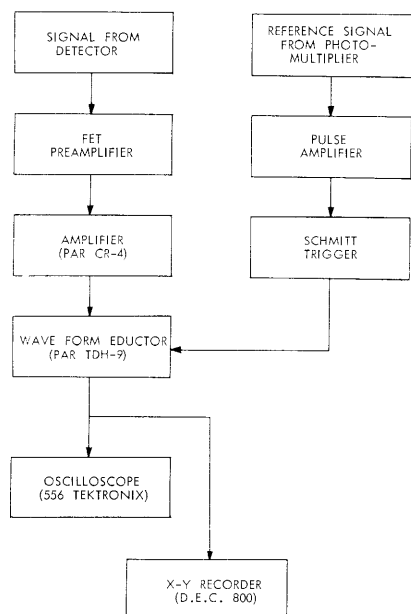 SIGNAL FROM
DETECTOR
REFERENCE SIGNAL
FROM PHOTO-
MULTIPLIER
FET
PREAMPLIFIER
PULSE
AMPLIFIER
AMPLIFIER
(PAR CR-4)
SCHMITT
TRIGGER
WAVE FORM EDUCTOR
(PAR TDH-9)
OSCILLOSCOPE
(556 TEKTRONIX)
X-Y RECORDER
(D.E.C. 800)